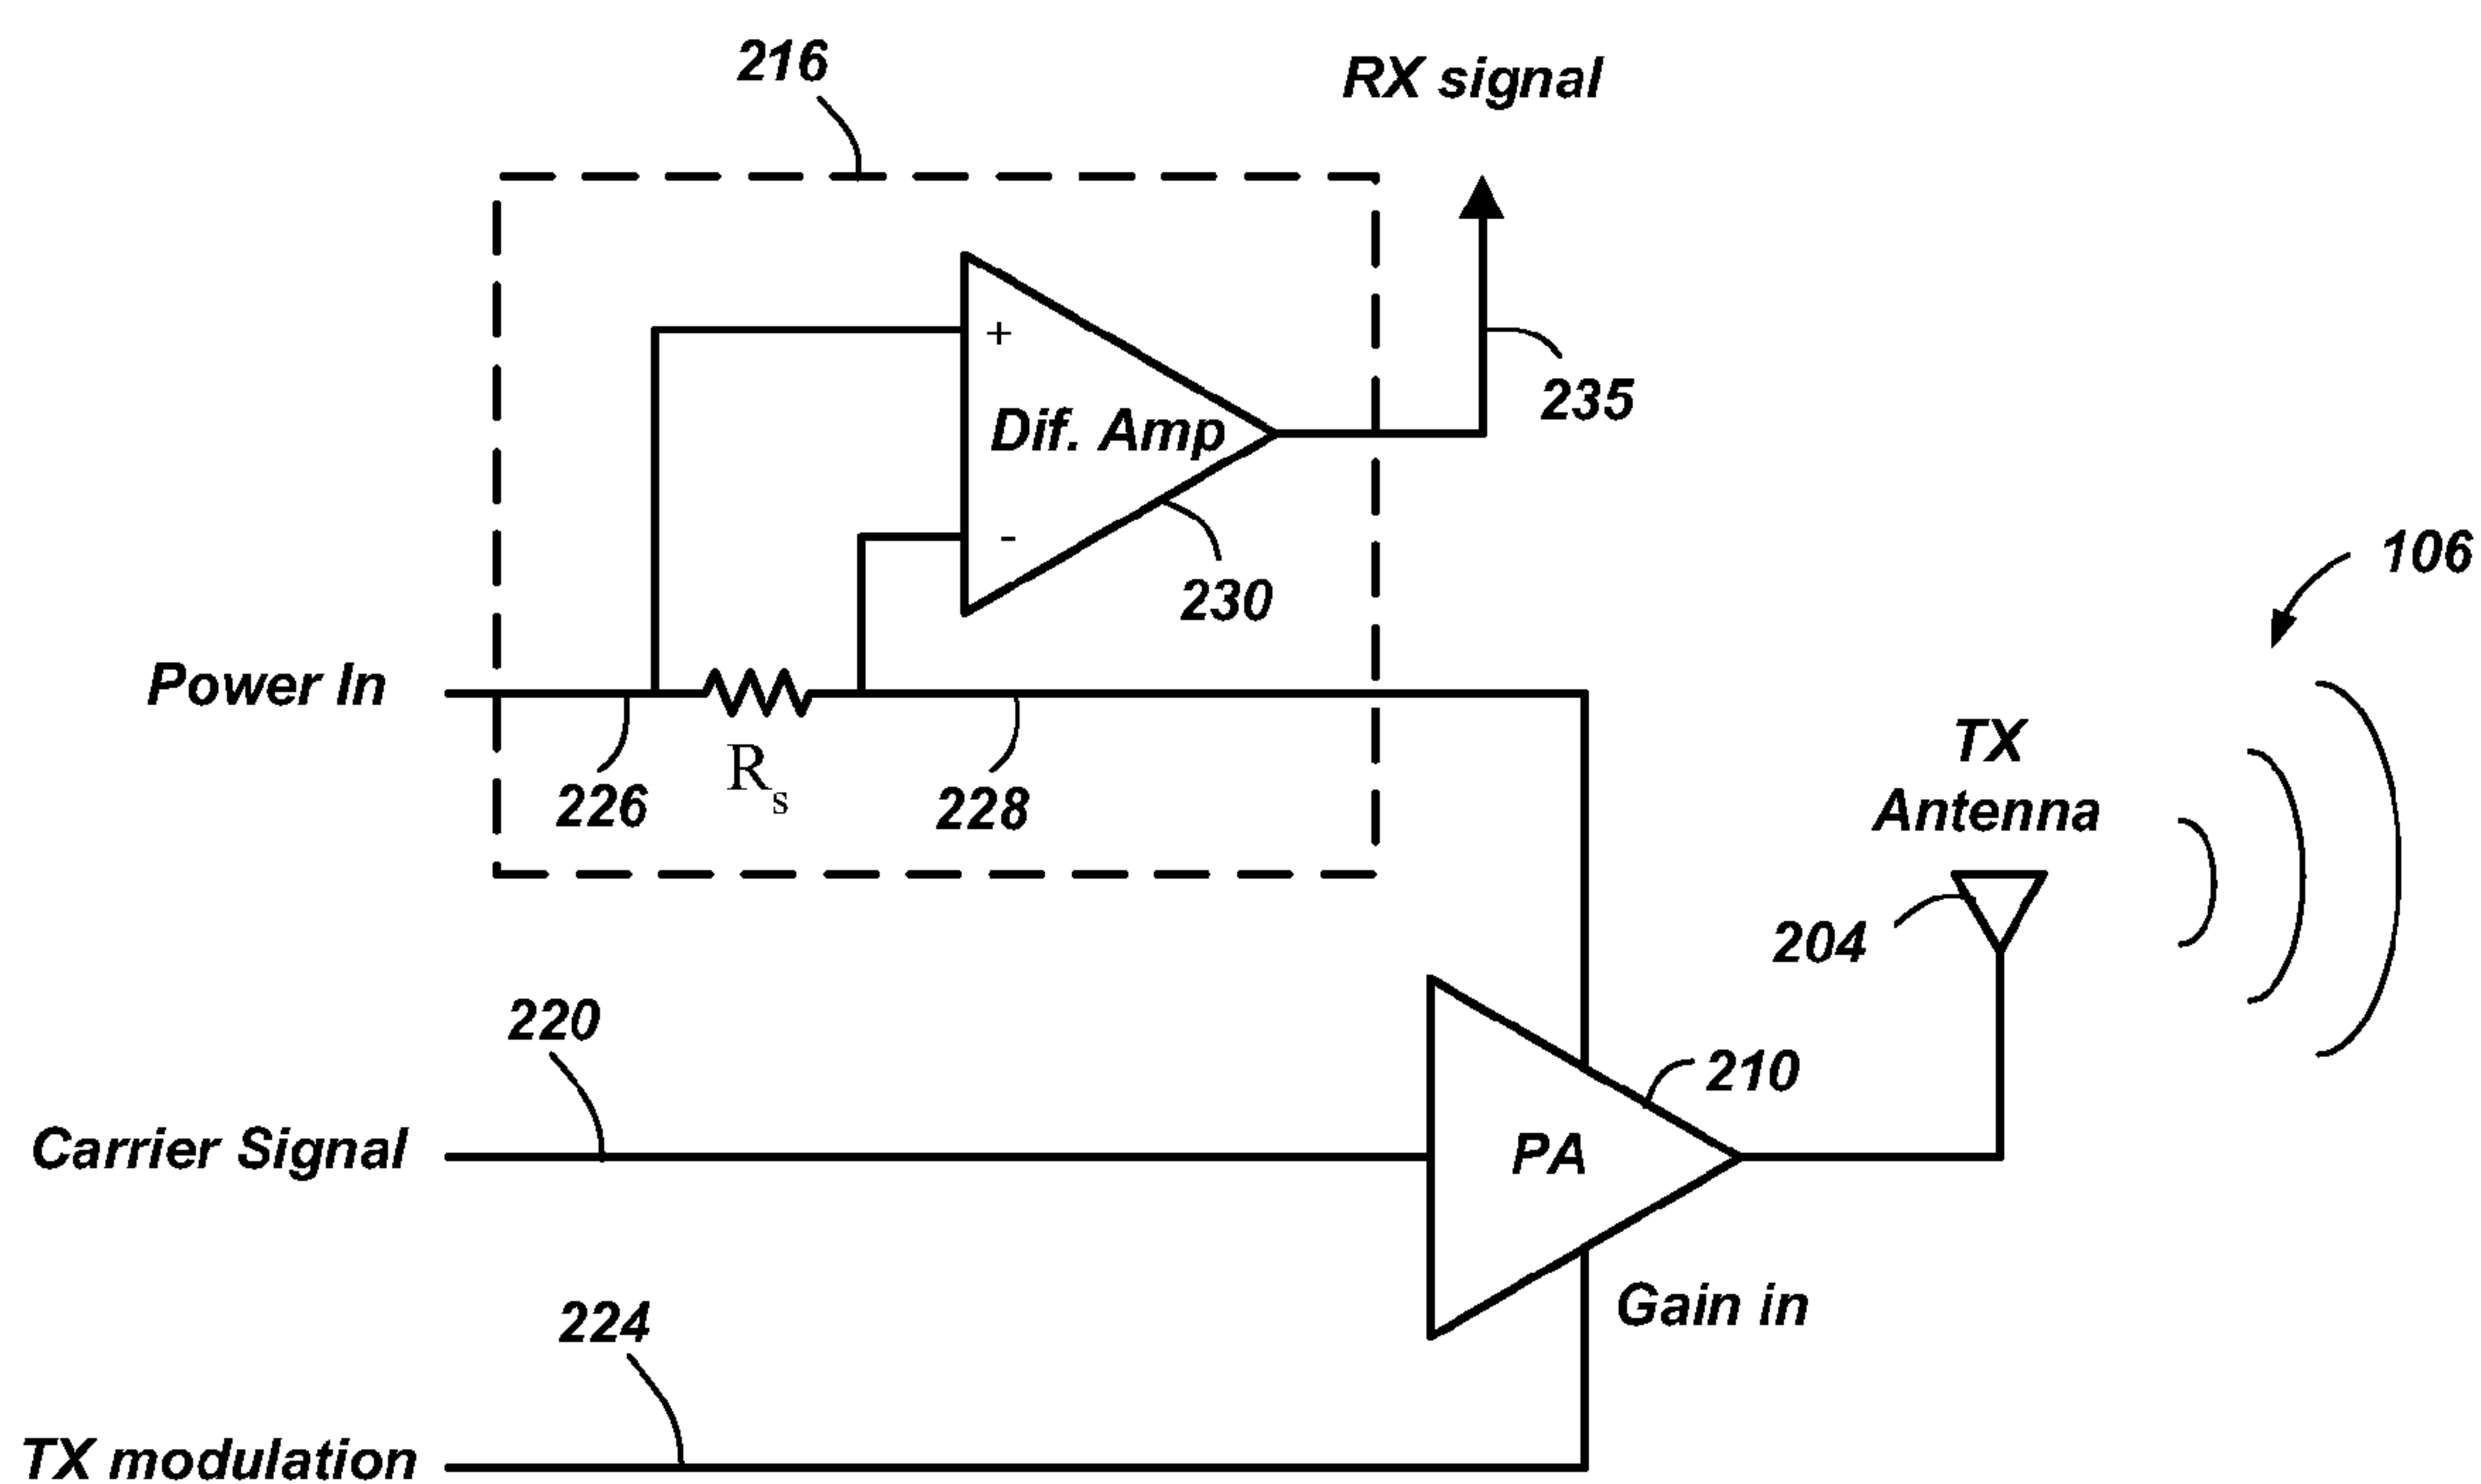 216
RX signal
+
Dif. Amp
235
-
230
106
Power In
226
Rs
228
TX
Antenna
204
220
210
Carrier Signal
PA
Gain in
224
TX modulation